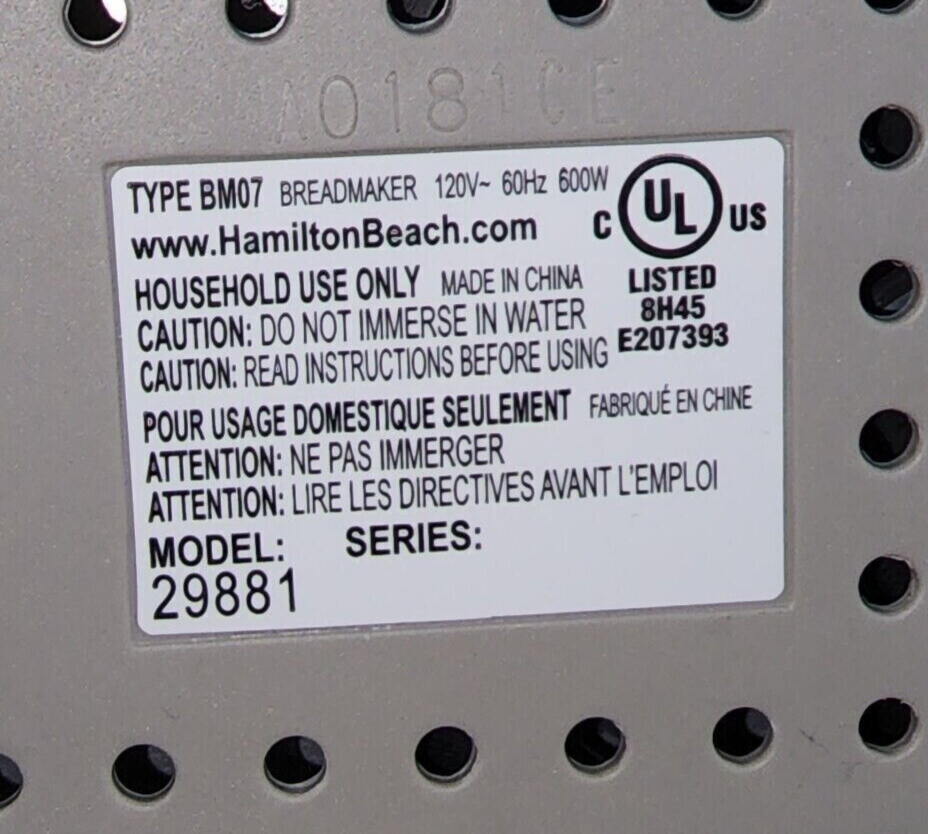 A0181CE
TYPE BM07 BREADMAKER 120V~ 60Hz 600W
www.HamiltonBeach.com
C UL US
LISTED
8H45
E207393
HOUSEHOLD USE ONLY MADE IN CHINA
CAUTION: DO NOT IMMERSE IN WATER
CAUTION: READ INSTRUCTIONS BEFORE USING
POUR USAGE DOMESTIQUE SEULEMENT FABRIQUÉ EN CHINE
ATTENTION: NE PAS IMMERGER
ATTENTION: LIRE LES DIRECTIVES AVANT L'EMPLOI
MODEL: SERIES:
29881